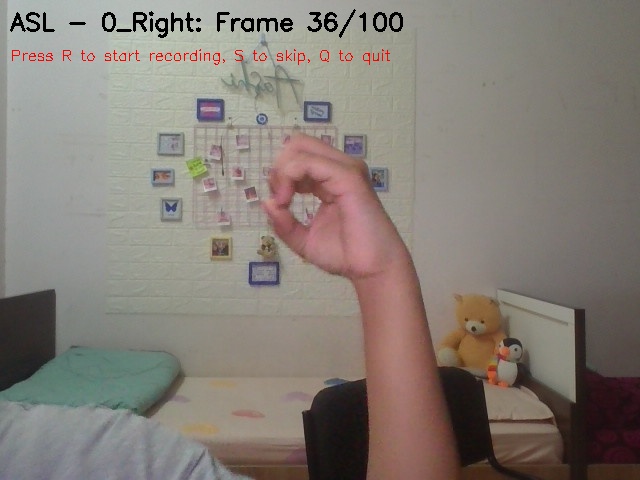 ASL - 0_Right: Frame 36/100
Press R to start recording, S to skip, Q to quit